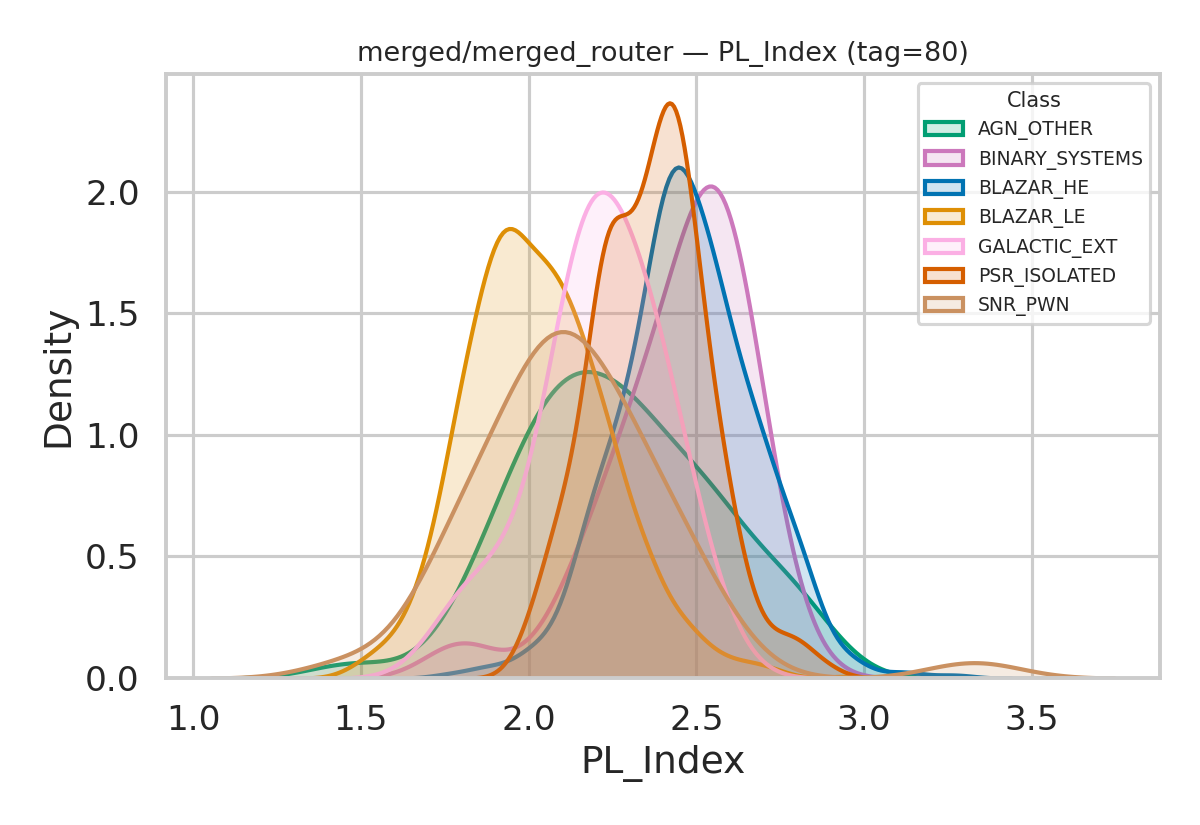 merged/merged_router — PL_Index (tag=80)
Class
AGN_OTHER
BINARY_SYSTEMS
BLAZAR_HE
BLAZAR_LE
GALACTIC_EXT
PSR_ISOLATED
SNR_PWN
Density
2.0
1.5
1.0
0.5
0.0
1.0 1.5 2.0 2.5 3.0 3.5
PL_Index